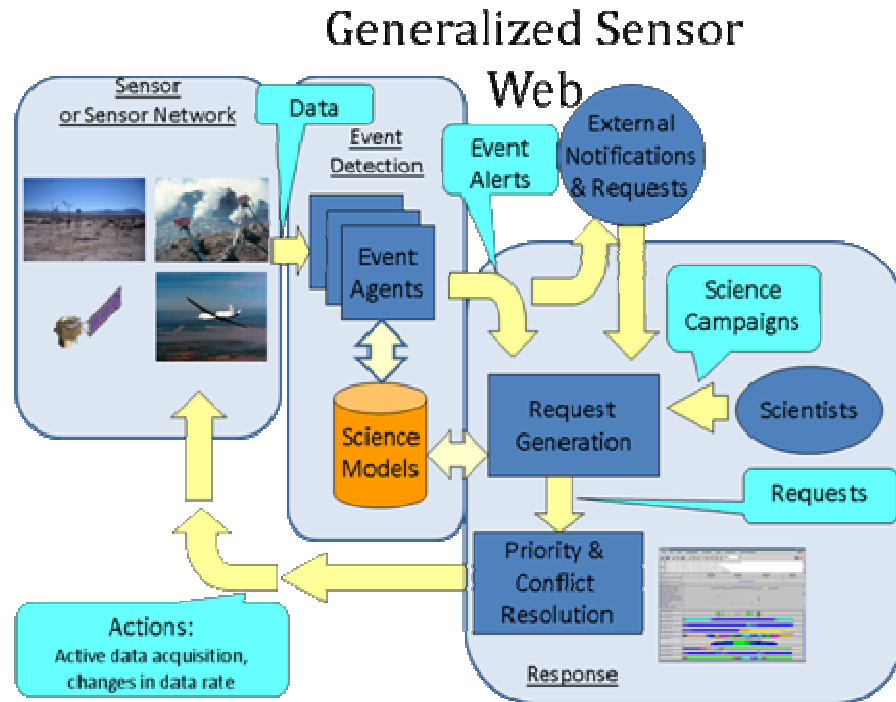 Generalized Sensor
Web
Sensor
or Sensor Network
Data
Event
Detection
Event
Alerts
External
Notifications
& Requests
Event
Agents
Science
Campaigns
Science
Models
Request
Generation
Scientists
Requests
Priority &
Conflict
Resolution
Actions:
Active data acquisition,
changes in data rate
Response